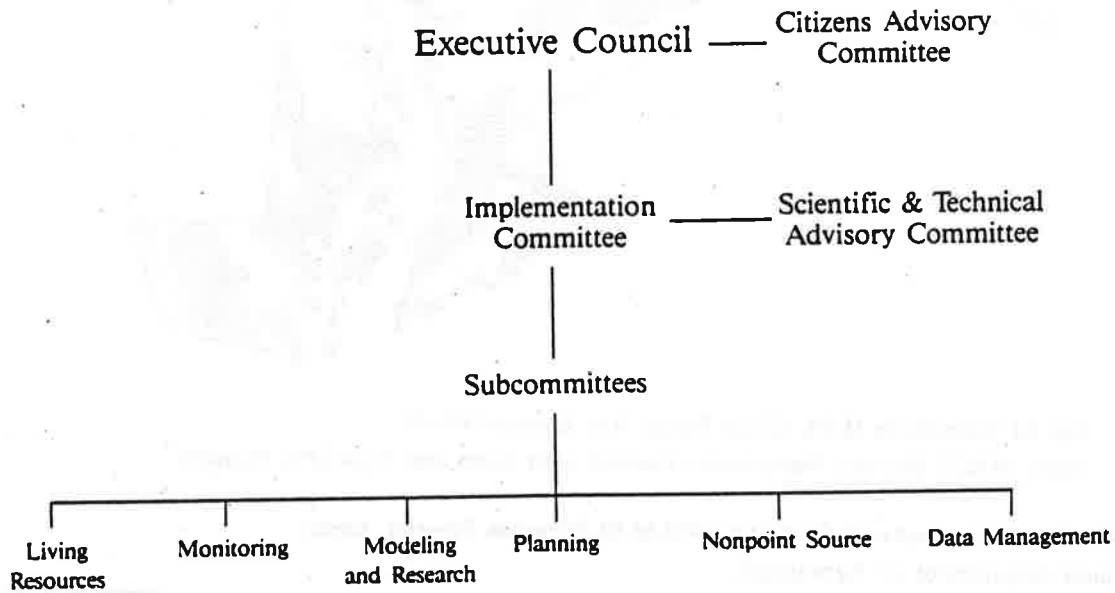 Executive Council
Citizens Advisory
Committee
Implementation
Committee
Scientific & Technical
Advisory Committee
Subcommittees
Living
Resources
Monitoring
Modeling
and Research
Planning
Nonpoint Source
Data Management